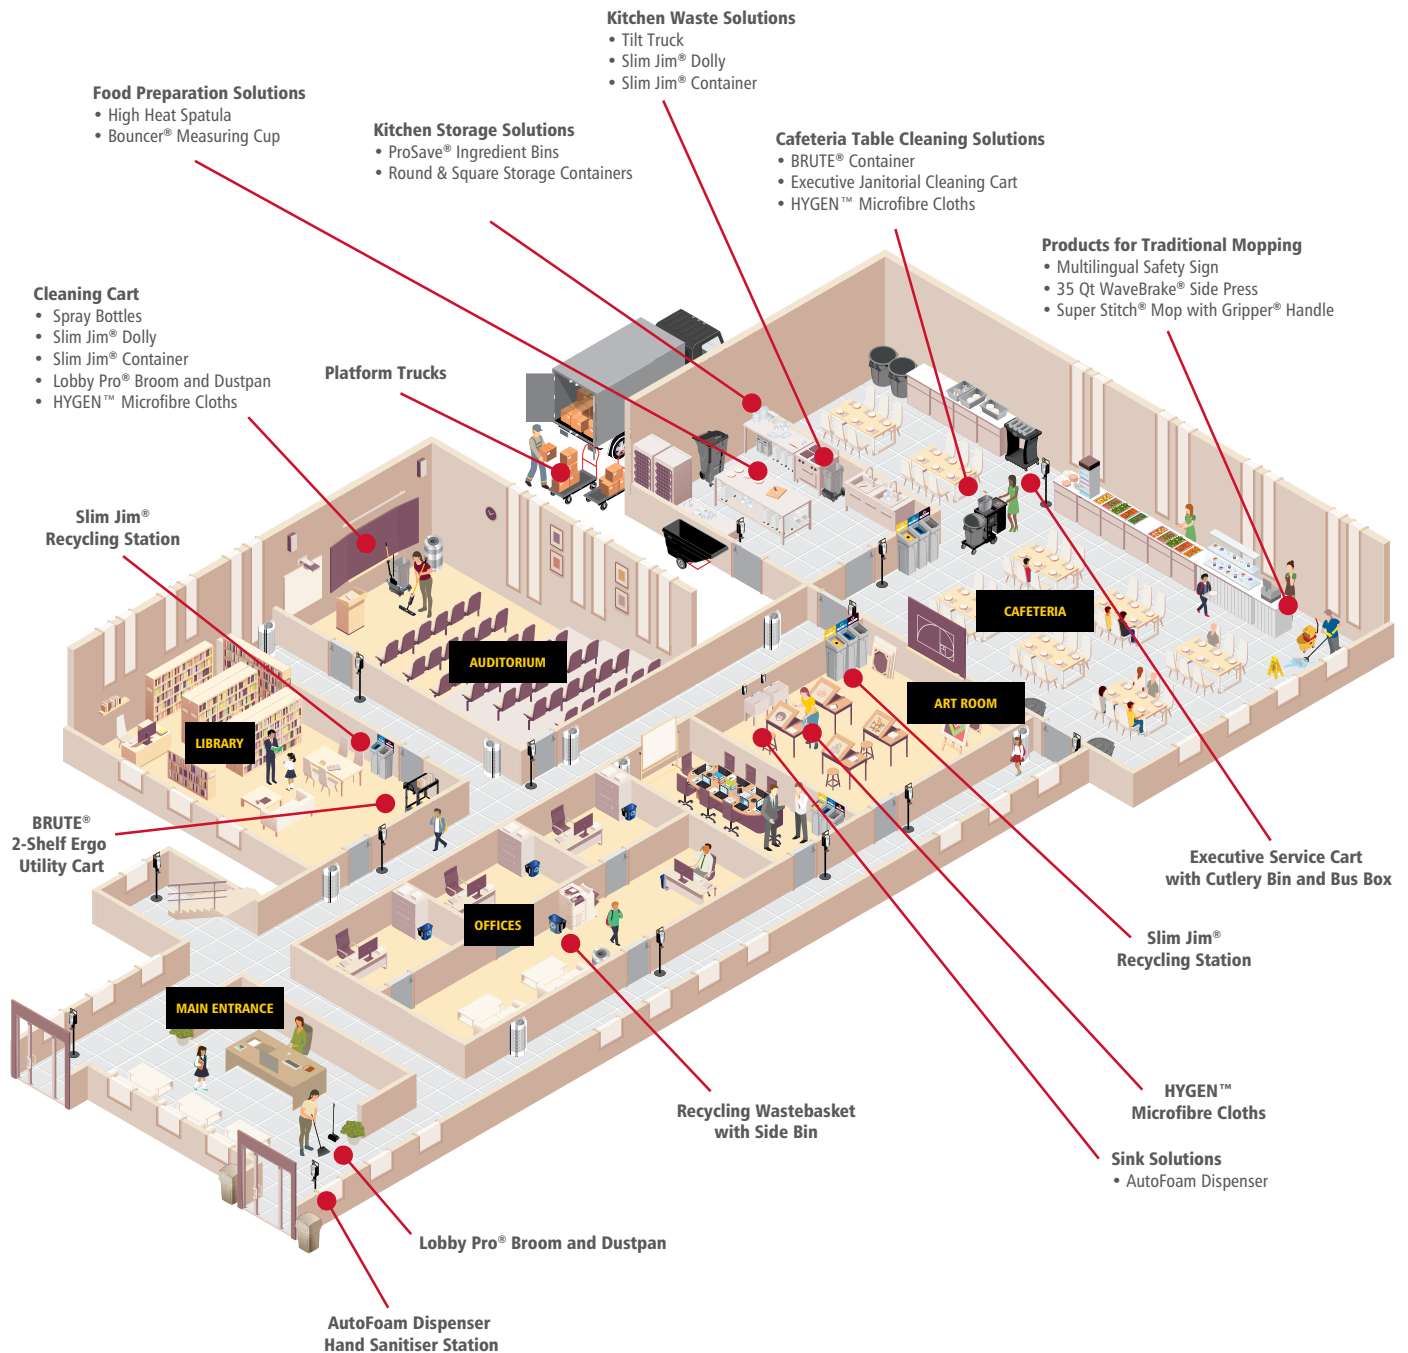 Kitchen Waste Solutions
• Tilt Truck
• Slim Jim® Dolly
• Slim Jim® Container
Food Preparation Solutions
• High Heat Spatula
• Bouncer® Measuring Cup
Kitchen Storage Solutions
• ProSave® Ingredient Bins
• Round & Square Storage Containers
Cafeteria Table Cleaning Solutions
• BRUTE® Container
• Executive Janitorial Cleaning Cart
• HYGEN™ Microfibre Cloths
Products for Traditional Mopping
• Multilingual Safety Sign
• 35 Qt WaveBrake® Side Press
• Super Stitch® Mop with Gripper® Handle
Cleaning Cart
• Spray Bottles
• Slim Jim® Dolly
• Slim Jim® Container
• Lobby Pro® Broom and Dustpan
• HYGEN™ Microfibre Cloths
Platform Trucks
Slim Jim®
Recycling Station
CAFETERIA
AUDITORIUM
ART ROOM
LIBRARY
BRUTE®
2-Shelf Ergo
Utility Cart
Executive Service Cart
with Cutlery Bin and Bus Box
OFFICES
Slim Jim®
Recycling Station
MAIN ENTRANCE
HYGEN™
Microfibre Cloths
Recycling Wastebasket
with Side Bin
Sink Solutions
• AutoFoam Dispenser
Lobby Pro® Broom and Dustpan
AutoFoam Dispenser
Hand Sanitiser Station